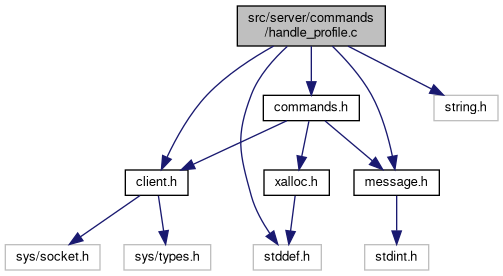 src/server/commands
/handle_profile.c
commands.h
string.h
client.h
xalloc.h
message.h
sys/socket.h
sys/types.h
stddef.h
stdint.h